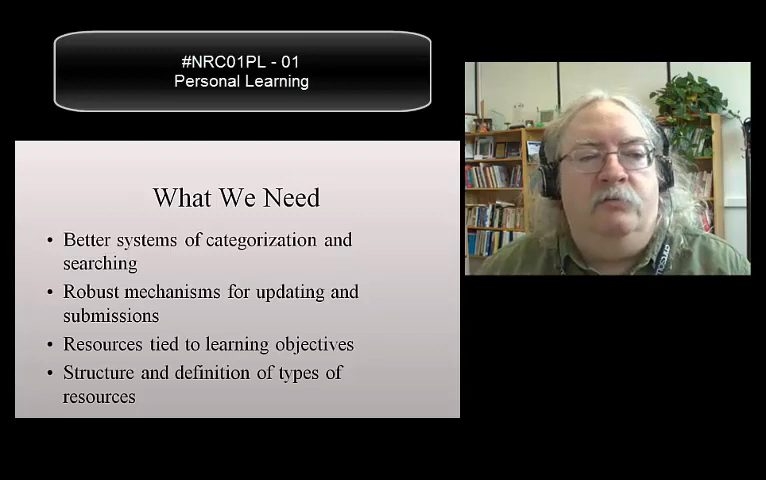 #NRC01PL - 01
Personal Learning
What We Need
• Better systems of categorization and
searching
• Robust mechanisms for updating and
submissions
• Resources tied to learning objectives
• Structure and definition of types of
resources